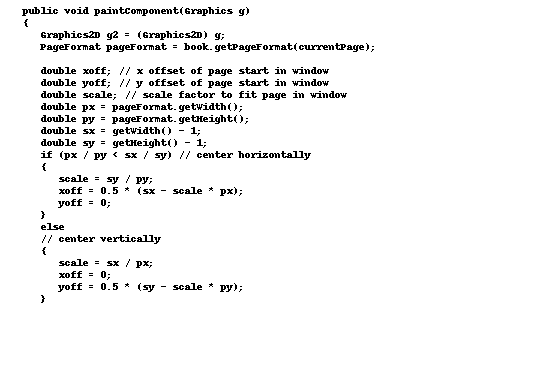 public void paintComponent(Graphics g)
{
Graphics2D g2 = (Graphics2D) g;
PageFormat pageFormat = book.getPageFormat(currentPage);
double xoff; // x offset of page start in window
double yoff; // y offset of page start in window
double scale; // scale factor to fit page in window
double px = pageFormat.getWidth();
double py = pageFormat.getHeight();
double sx = getWidth() - 1;
double sy = getHeight() - 1;
if (px / py < sx / sy) // center horizontally
{
scale = sy / py;
xoff = 0.5 * (sx - scale * px);
yoff = 0;
}
else
// center vertically
{
scale = sx / px;
xoff = 0;
yoff = 0.5 * (sy - scale * py);
}